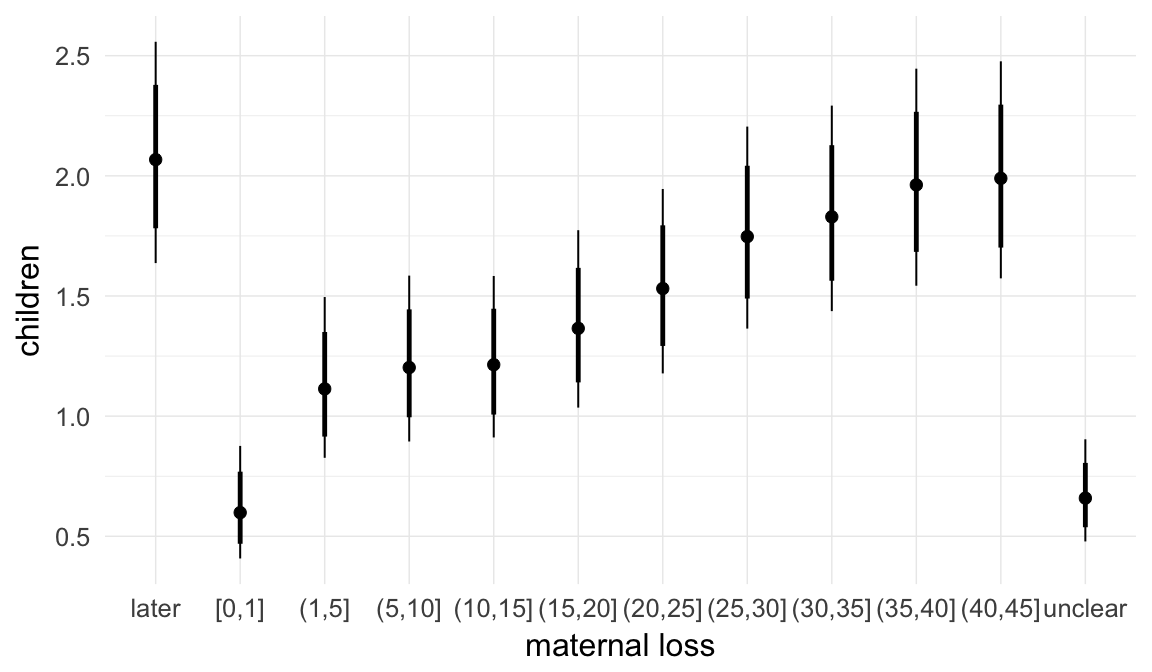 2.5
2.0
1.5
1.0
0.5
children
later [0,1] (1,5] (5,10] (10,15] (15,20] (20,25] (25,30] (30,35] (35,40] (40,45] unclear
maternal loss